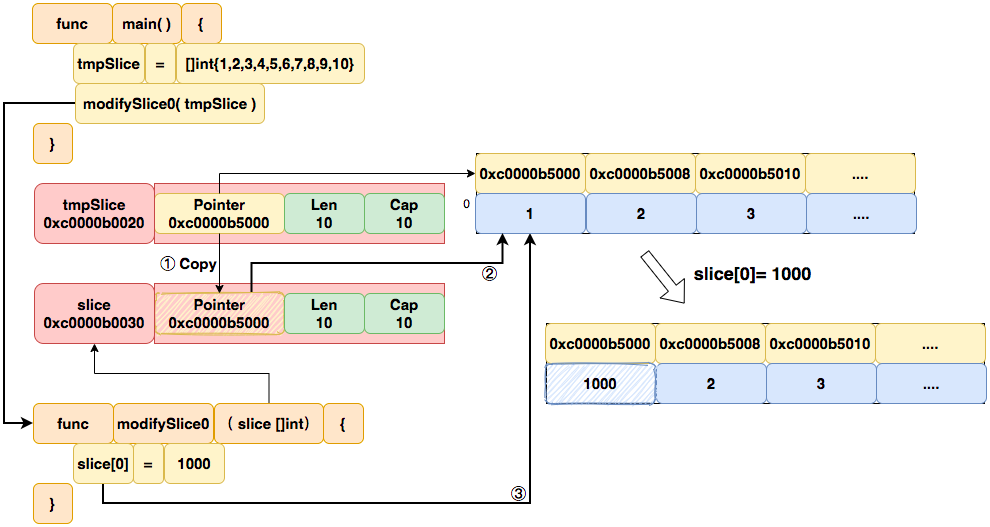 func main( ) {
tmpSlice = []int{1,2,3,4,5,6,7,8,9,10}
modifySlice0( tmpSlice )
}
0xc0000b5000 0xc0000b5008 0xc0000b5010 ....
0 1 2 3 ....
tmpSlice
0xc0000b0020
Pointer
0xc0000b5000
Len
10
Cap
10
① Copy
②
slice[0]= 1000
slice
0xc0000b0030
Pointer
0xc0000b5000
Len
10
Cap
10
0xc0000b5000 0xc0000b5008 0xc0000b5010 ....
1000 2 3 ....
func modifySlice0 ( slice []int) {
slice[0] = 1000
③
}